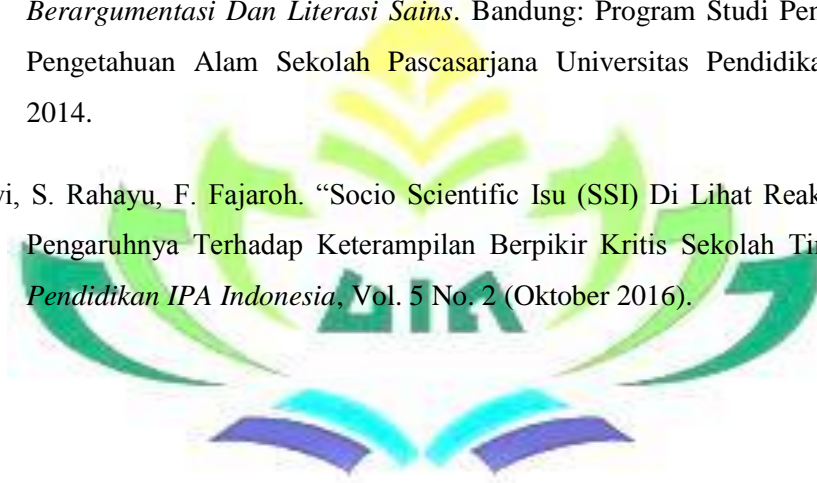 Berargumentasi Dan Literasi Sains. Bandung: Program Studi Pen
Pengetahuan Alam Sekolah Pascasarjana Universitas Pendidika
2014.
vi, S. Rahayu, F. Fajaroh. “Socio Scientific Isu (SSI) Di Lihat Reak
Pengaruhnya Terhadap Keterampilan Berpikir Kritis Sekolah Tin
Pendidikan IPA Indonesia, Vol. 5 No. 2 (Oktober 2016).